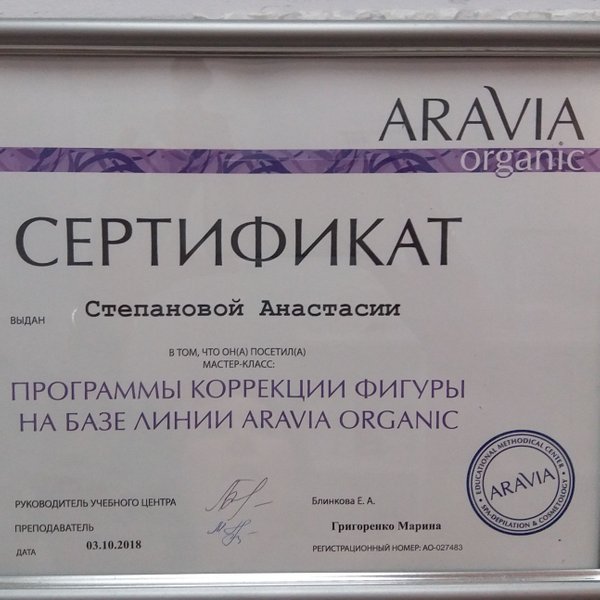 ARAVIA
organic
СЕРТИФИКАТ
ВЫДАН Степановой Анастасии
В ТОМ, ЧТО ОН(А) ПОСЕТИЛ(А)
МАСТЕР-КЛАСС:
ПРОГРАММЫ КОРРЕКЦИИ ФИГУРЫ
НА БАЗЕ ЛИНИИ ARAVIA ORGANIC
РУКОВОДИТЕЛЬ УЧЕБНОГО ЦЕНТРА Блинкова Е. А.
ПРЕПОДАВАТЕЛЬ Григоренко Марина
ДАТА 03.10.2018 РЕГИСТРАЦИОННЫЙ НОМЕР: АО-027483
EDUCATIONAL METHODICAL CENTER
ARAVIA
SPA-DEPILATION & COSMETOLOGY